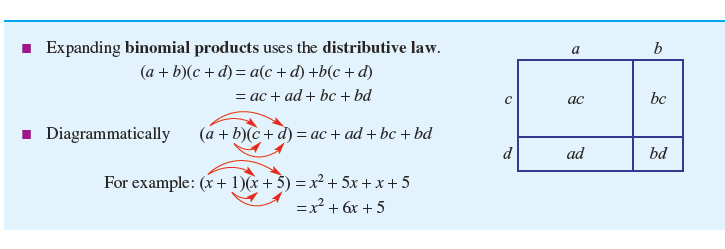 ■ Expanding binomial products uses the distributive law.
(a + b)(c + d) = a(c + d) +b(c + d)
= ac + ad + bc + bd
■ Diagrammatically (a + b)(c + d) = ac + ad + bc + bd
For example: (x + 1)(x + 5) = x² + 5x + x + 5
= x² + 6x + 5
a b
c ac bc
d ad bd